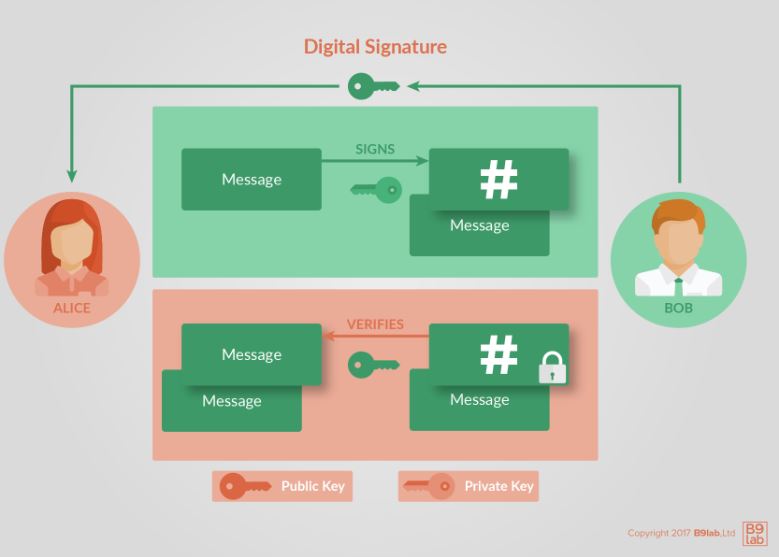 Digital Signature
SIGNS
Message
#
Message
ALICE
BOB
VERIFIES
Message
#
Message
Message
Public Key
Private Key
Copyright 2017 B9lab,Ltd
B9
lab